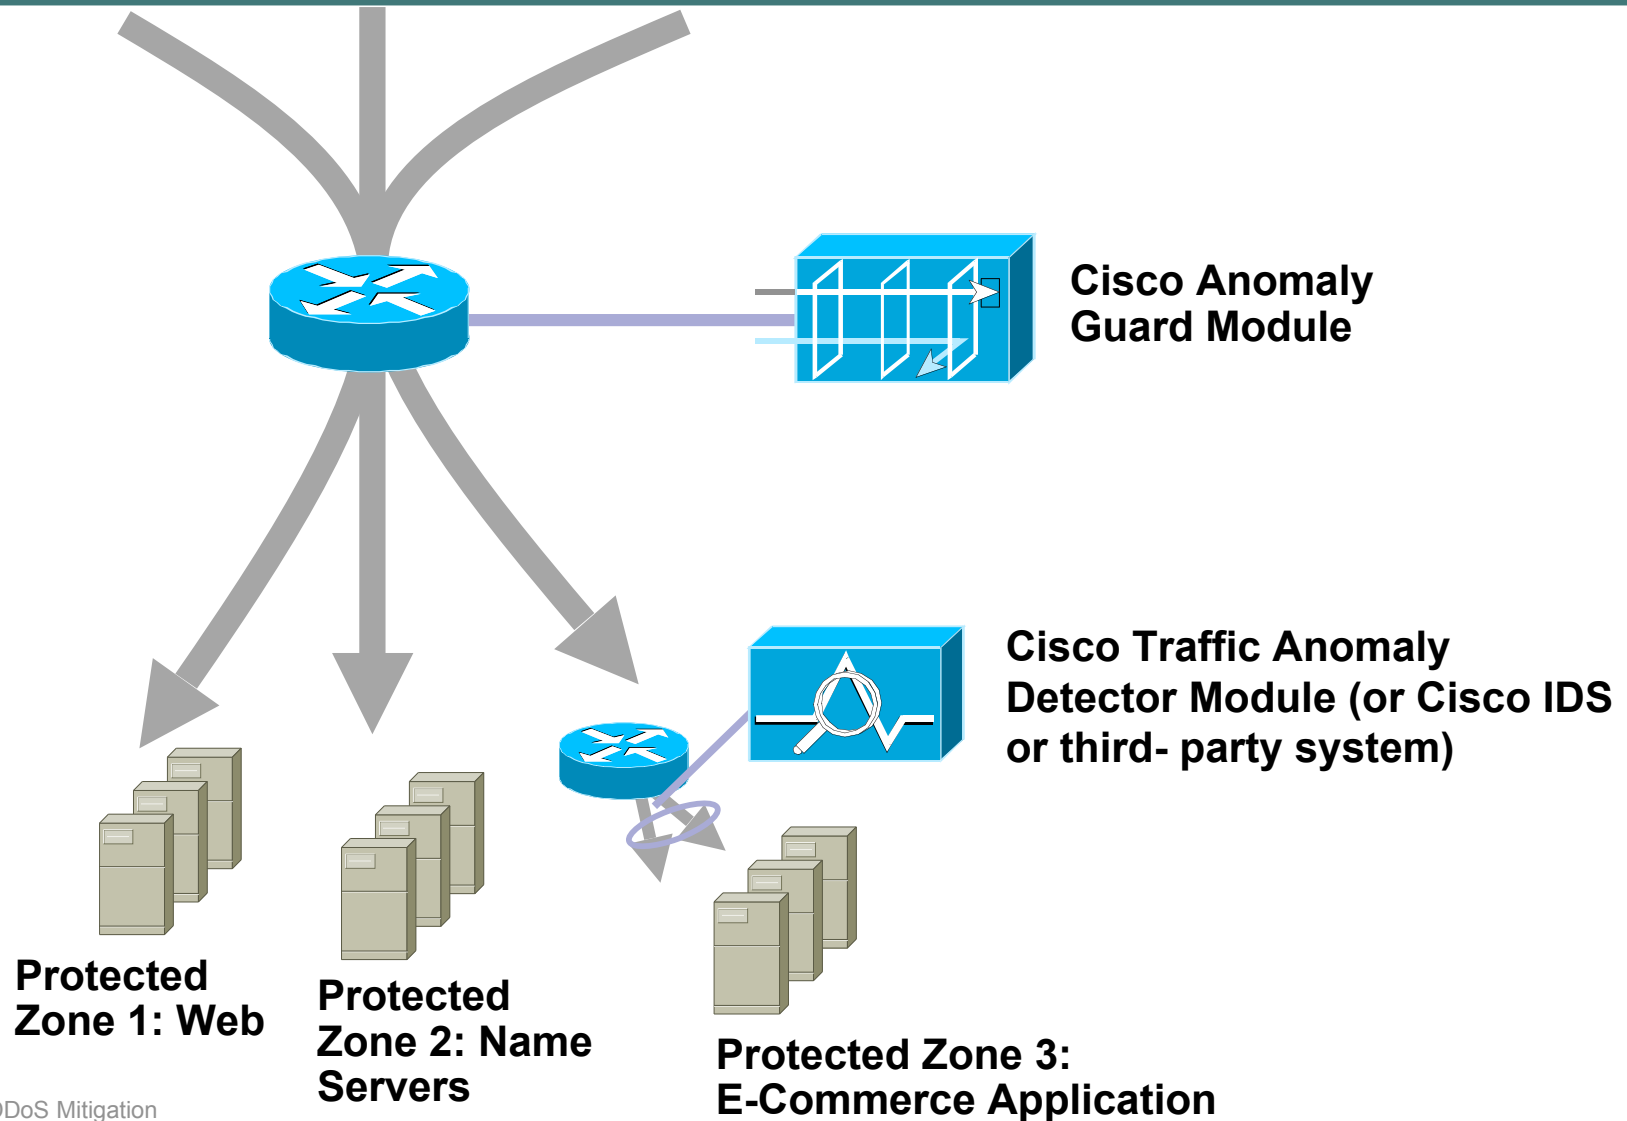 Cisco Anomaly
Guard Module
Cisco Traffic Anomaly
Detector Module (or Cisco IDS
or third- party system)
Protected
Zone 1: Web
Protected
Zone 2: Name
Servers
Protected Zone 3:
E-Commerce Application
DDoS Mitigation